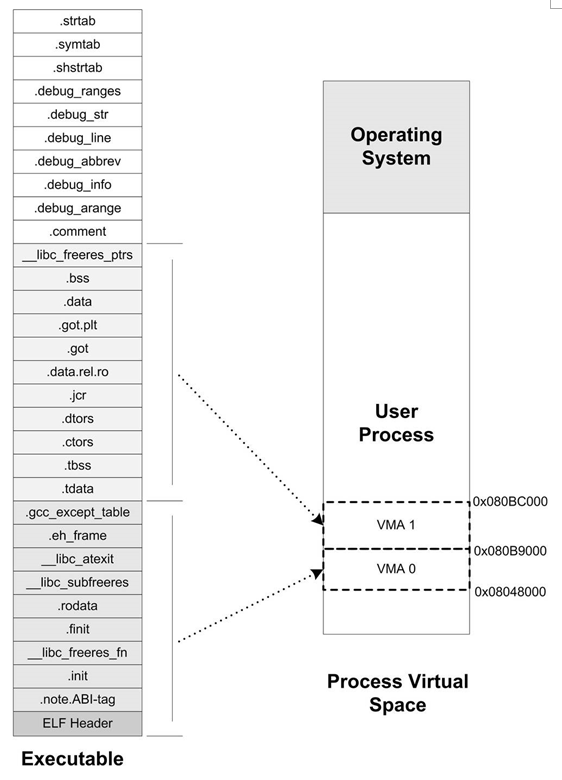 .strtab
.symtab
.shstrtab
.debug_ranges
.debug_str
.debug_line
.debug_abbrev
.debug_info
.debug_arange
.comment
__libc_freeres_ptrs
.bss
.data
.got.plt
.got
.data.rel.ro
.jcr
.dtors
.ctors
.tbss
.tdata
.gcc_except_table
.eh_frame
__libc_atexit
__libc_subfreeres
.rodata
.finit
__libc_freeres_fn
.init
.note.ABI-tag
ELF Header
Executable
Operating
System
User
Process
0x080BC000
VMA 1
0x080B9000
VMA 0
0x08048000
Process Virtual
Space